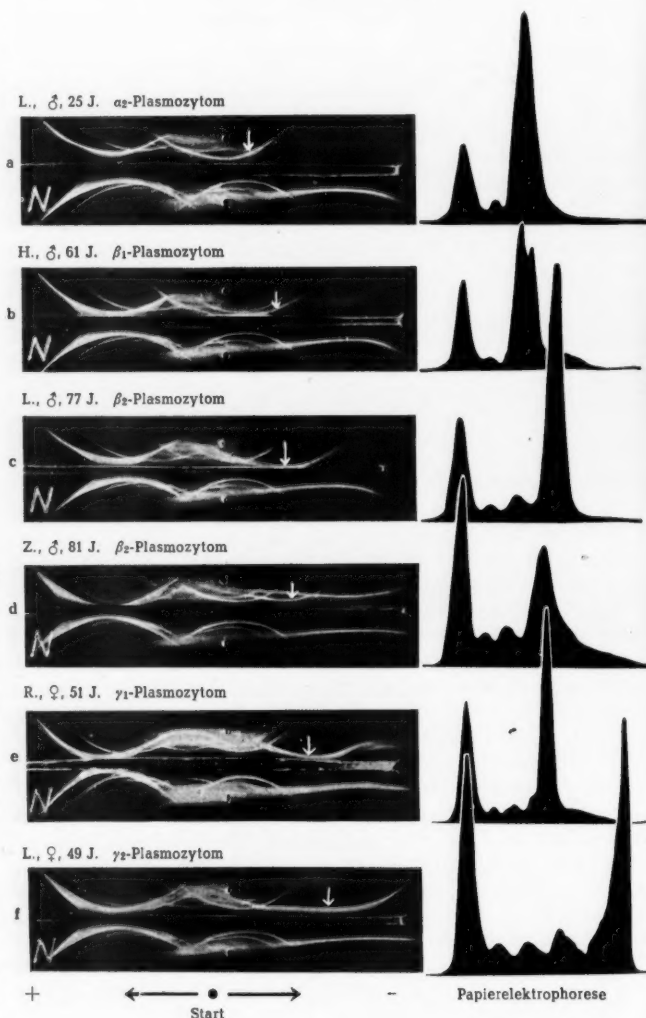 L., ♂, 25 J. α₂-Plasmozytom
a
N
H., ♂, 61 J. β₁-Plasmozytom
b
N
L., ♂, 77 J. β₂-Plasmozytom
c
N
Z., ♂, 81 J. β₂-Plasmozytom
d
N
R., ♀, 51 J. γ₁-Plasmozytom
e
N
L., ♀, 49 J. γ₂-Plasmozytom
f
N
+ ← • → -
Start
Papierelektrophorese